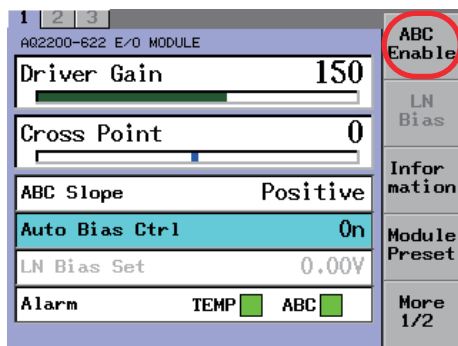 1 2 3
AQ2200-622 E/O MODULE
Driver Gain 150
Cross Point 0
ABC Slope Positive
Auto Bias Ctrl On
LN Bias Set 0.00V
Alarm TEMP ABC
ABC
Enable
LN
Bias
Infor
mation
Module
Preset
More
1/2